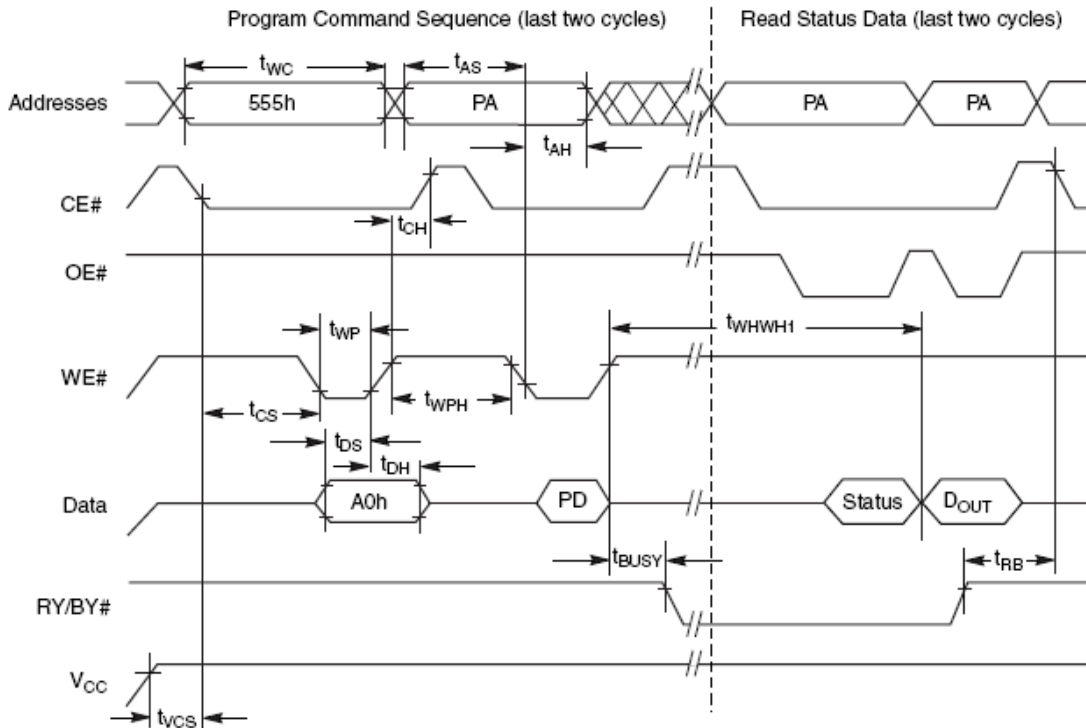 Program Command Sequence (last two cycles) Read Status Data (last two cycles)
tWC tAS
Addresses 555h PA PA PA
tAH
CE#
tCH
OE#
tWP tWHWH1
WE#
tCS tWPH
tDS
tDH
Data A0h PD Status DOUT
tBUSY tRB
RY/BY#
VCC
tVCS